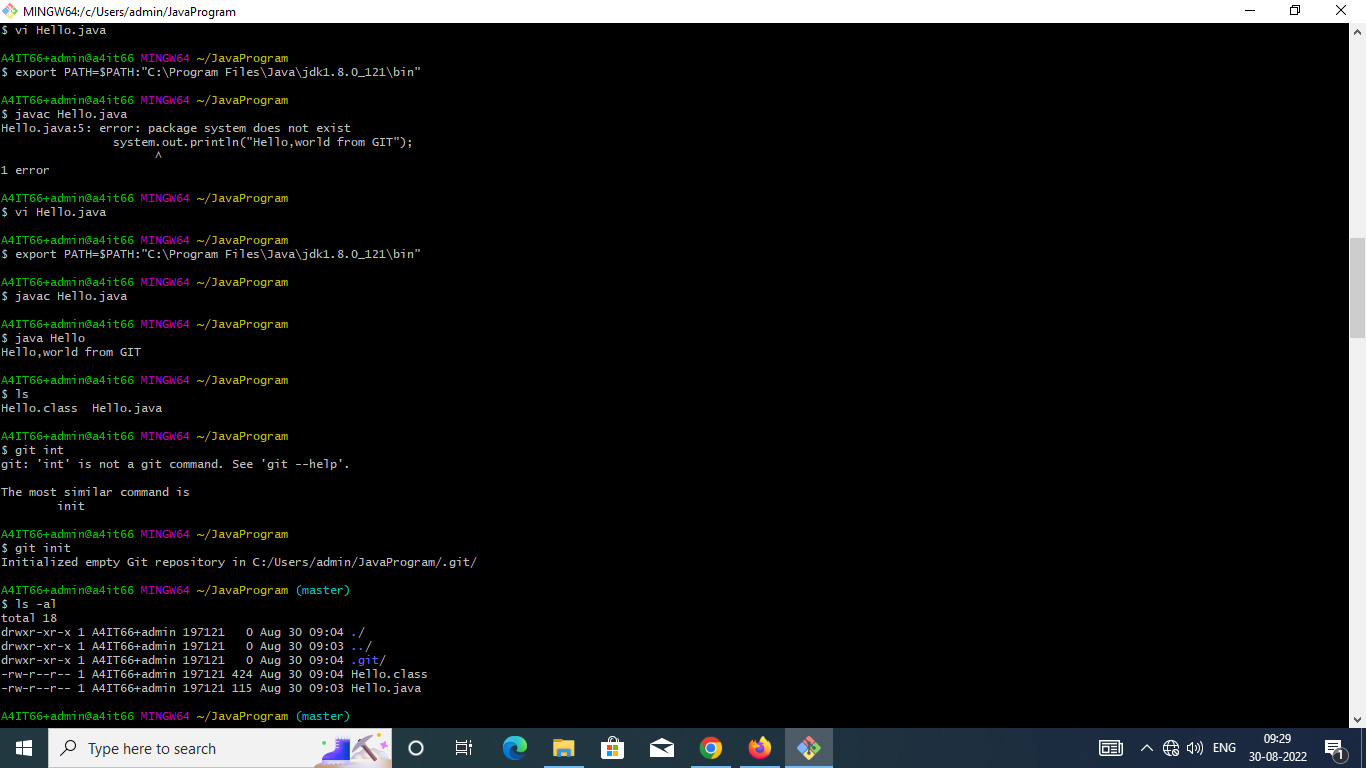 MINGW64:/c/Users/admin/JavaProgram
$ vi Hello.java
A4IT66+admin@a4it66 MINGW64 ~/JavaProgram
$ export PATH=$PATH:"C:\Program Files\Java\jdk1.8.0_121\bin"
A4IT66+admin@a4it66 MINGW64 ~/JavaProgram
$ javac Hello.java
Hello.java:5: error: package system does not exist
system.out.println("Hello,world from GIT");
^
1 error
A4IT66+admin@a4it66 MINGW64 ~/JavaProgram
$ vi Hello.java
A4IT66+admin@a4it66 MINGW64 ~/JavaProgram
$ export PATH=$PATH:"C:\Program Files\Java\jdk1.8.0_121\bin"
A4IT66+admin@a4it66 MINGW64 ~/JavaProgram
$ javac Hello.java
A4IT66+admin@a4it66 MINGW64 ~/JavaProgram
$ java Hello
Hello,world from GIT
A4IT66+admin@a4it66 MINGW64 ~/JavaProgram
$ ls
Hello.class  Hello.java
A4IT66+admin@a4it66 MINGW64 ~/JavaProgram
$ git int
git: 'int' is not a git command. See 'git --help'.
The most similar command is
init
A4IT66+admin@a4it66 MINGW64 ~/JavaProgram
$ git init
Initialized empty Git repository in C:/Users/admin/JavaProgram/.git/
A4IT66+admin@a4it66 MINGW64 ~/JavaProgram (master)
$ ls -al
total 18
drwxr-xr-x 1 A4IT66+admin 197121   0 Aug 30 09:04 ./
drwxr-xr-x 1 A4IT66+admin 197121   0 Aug 30 09:03 ../
drwxr-xr-x 1 A4IT66+admin 197121   0 Aug 30 09:04 .git/
-rw-r--r-- 1 A4IT66+admin 197121 424 Aug 30 09:04 Hello.class
-rw-r--r-- 1 A4IT66+admin 197121 115 Aug 30 09:03 Hello.java
A4IT66+admin@a4it66 MINGW64 ~/JavaProgram (master)
Type here to search
ENG
09:29
30-08-2022
1